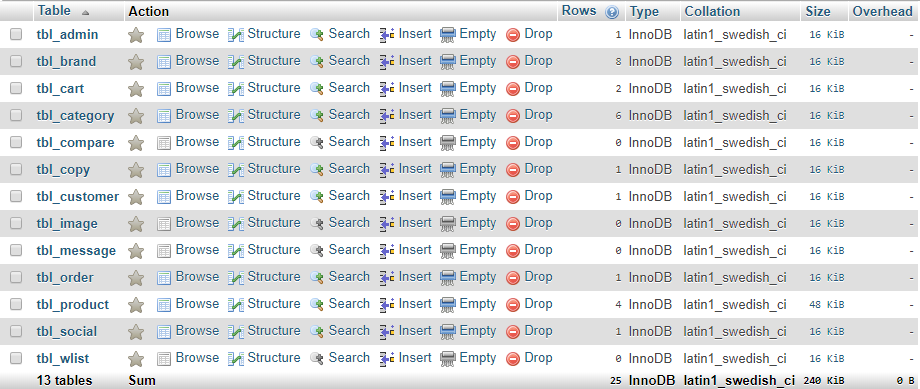 Table Action Rows Type Collation Size Overhead
tbl_admin Browse Structure Search Insert Empty Drop 1 InnoDB latin1_swedish_ci 16 KiB -
tbl_brand Browse Structure Search Insert Empty Drop 8 InnoDB latin1_swedish_ci 16 KiB -
tbl_cart Browse Structure Search Insert Empty Drop 2 InnoDB latin1_swedish_ci 16 KiB -
tbl_category Browse Structure Search Insert Empty Drop 6 InnoDB latin1_swedish_ci 16 KiB -
tbl_compare Browse Structure Search Insert Empty Drop 0 InnoDB latin1_swedish_ci 16 KiB -
tbl_copy Browse Structure Search Insert Empty Drop 1 InnoDB latin1_swedish_ci 16 KiB -
tbl_customer Browse Structure Search Insert Empty Drop 1 InnoDB latin1_swedish_ci 16 KiB -
tbl_image Browse Structure Search Insert Empty Drop 0 InnoDB latin1_swedish_ci 16 KiB -
tbl_message Browse Structure Search Insert Empty Drop 0 InnoDB latin1_swedish_ci 16 KiB -
tbl_order Browse Structure Search Insert Empty Drop 1 InnoDB latin1_swedish_ci 16 KiB -
tbl_product Browse Structure Search Insert Empty Drop 4 InnoDB latin1_swedish_ci 48 KiB -
tbl_social Browse Structure Search Insert Empty Drop 1 InnoDB latin1_swedish_ci 16 KiB -
tbl_wlist Browse Structure Search Insert Empty Drop 0 InnoDB latin1_swedish_ci 16 KiB -
13 tables Sum 25 InnoDB latin1_swedish_ci 240 KiB 0 B